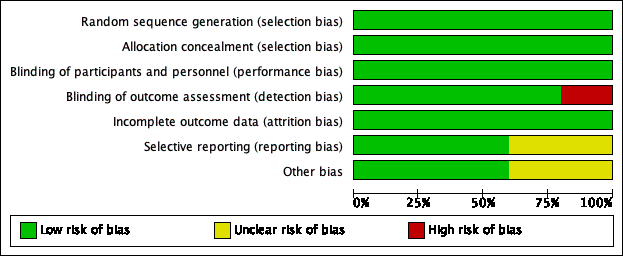 Random sequence generation (selection bias)
Allocation concealment (selection bias)
Blinding of participants and personnel (performance bias)
Blinding of outcome assessment (detection bias)
Incomplete outcome data (attrition bias)
Selective reporting (reporting bias)
Other bias
0% 25% 50% 75% 100%
Low risk of bias Unclear risk of bias High risk of bias